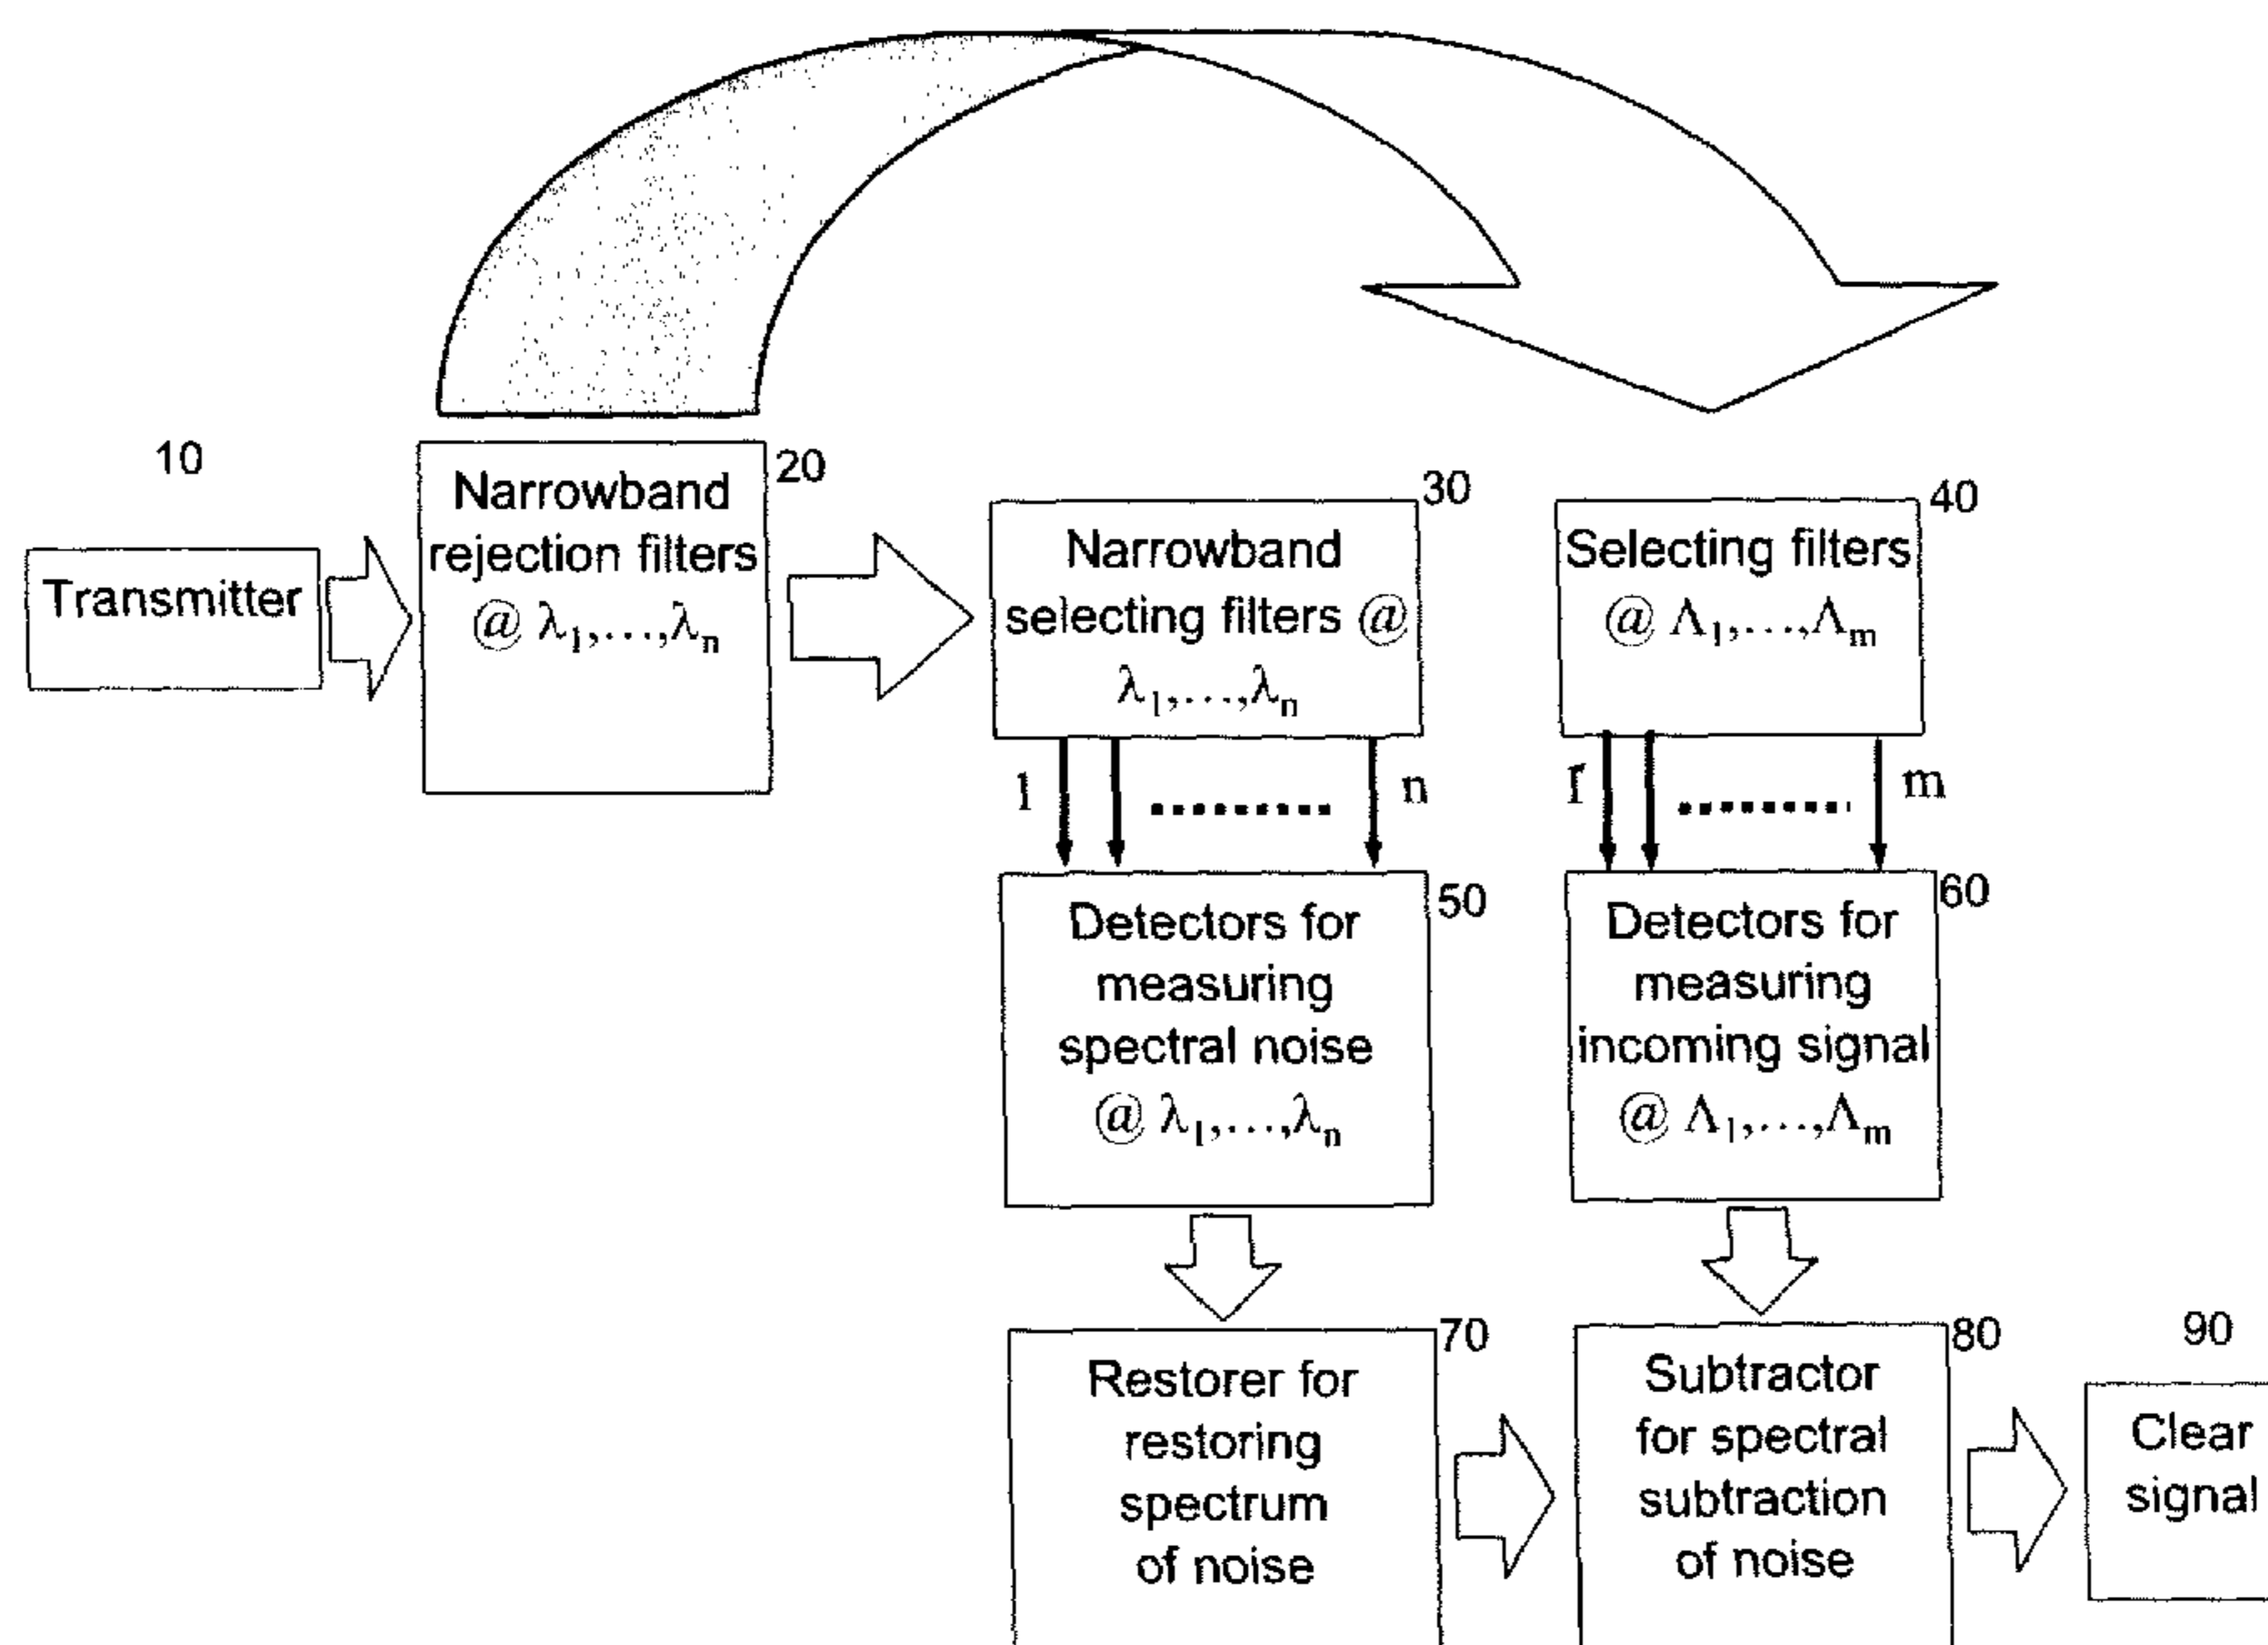 10
Transmitter
20
Narrowband
rejection filters
@ λ1,...,λn
30
Narrowband
selecting filters @
λ1,...,λn
40
Selecting filters
@ Λ1,...,Λm
1
n
1
m
50
Detectors for
measuring
spectral noise
@ λ1,...,λn
60
Detectors for
measuring
incoming signal
@ Λ1,...,Λm
70
Restorer for
restoring
spectrum
of noise
80
Subtractor
for spectral
subtraction
of noise
90
Clear
signal